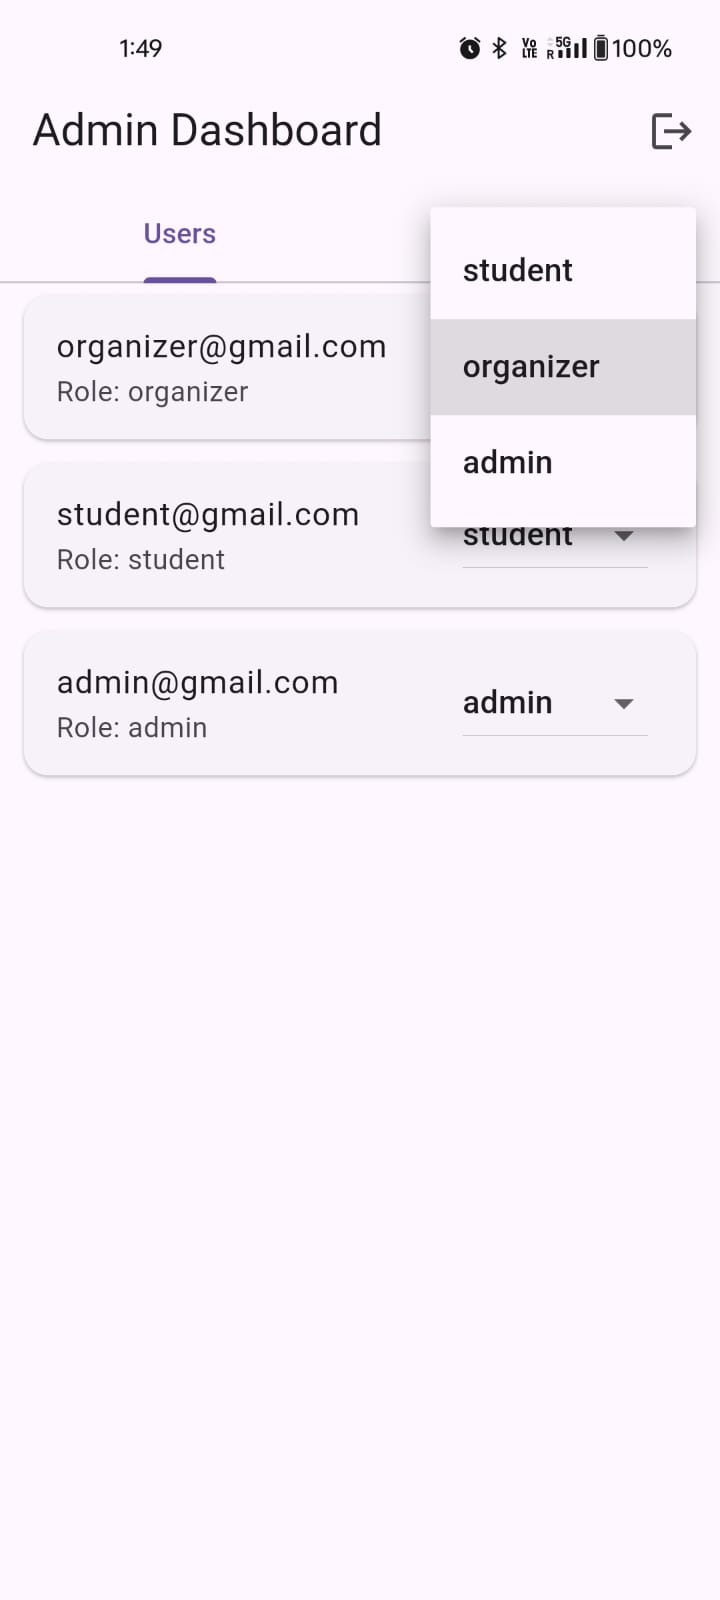 1:49 Vo LTE R 5G 100%
Admin Dashboard
Users
student
organizer@gmail.com
organizer
Role: organizer
admin
student@gmail.com
student
Role: student
admin@gmail.com
admin
Role: admin